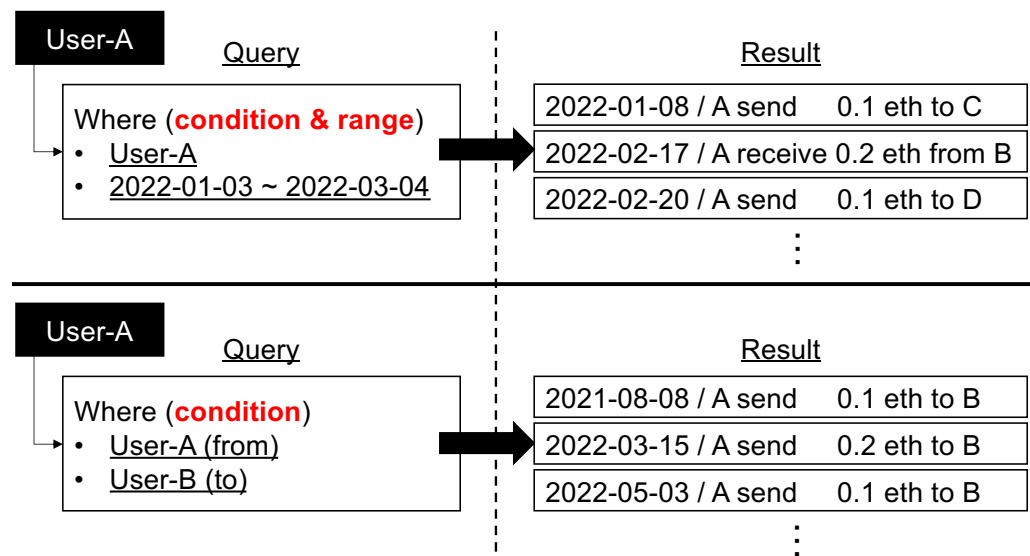 User-A
Query
Where (condition & range)
• User-A
• 2022-01-03 ~ 2022-03-04
Result
2022-01-08 / A send 0.1 eth to C
2022-02-17 / A receive 0.2 eth from B
2022-02-20 / A send 0.1 eth to D
⋮
User-A
Query
Where (condition)
• User-A (from)
• User-B (to)
Result
2021-08-08 / A send 0.1 eth to B
2022-03-15 / A send 0.2 eth to B
2022-05-03 / A send 0.1 eth to B
⋮